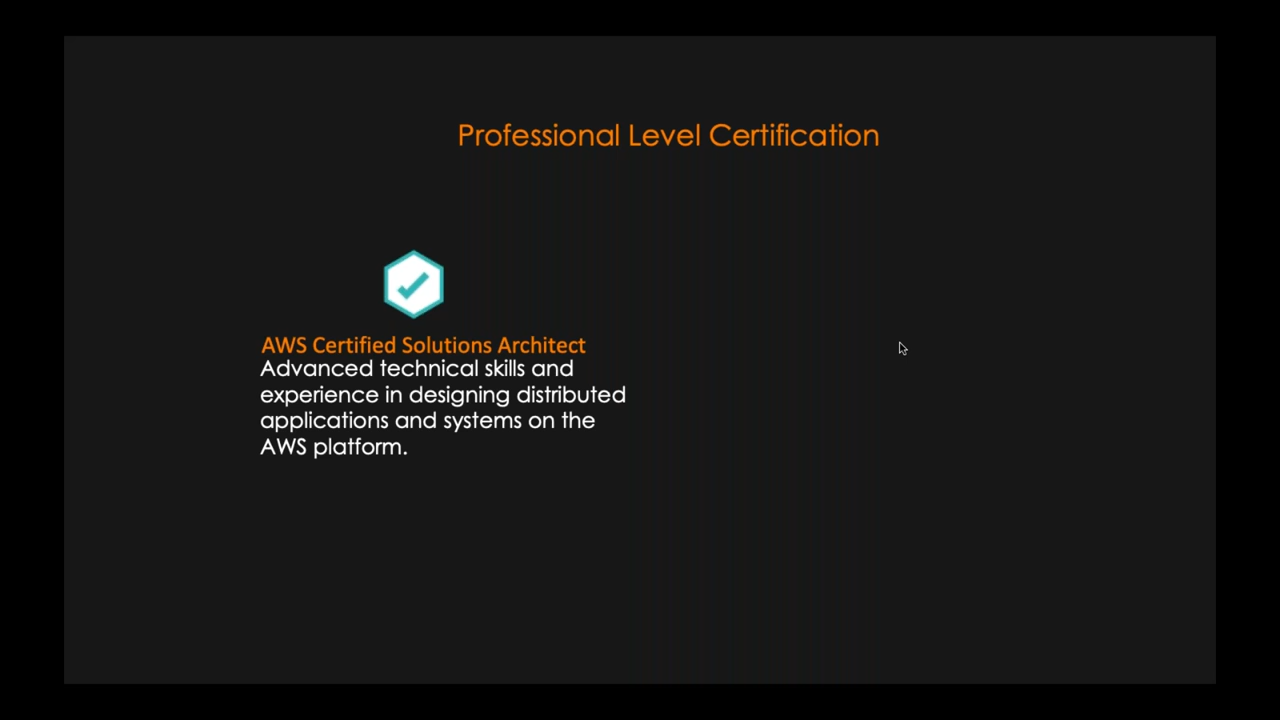 Professional Level Certification
AWS Certified Solutions Architect
Advanced technical skills and
experience in designing distributed
applications and systems on the
AWS platform.